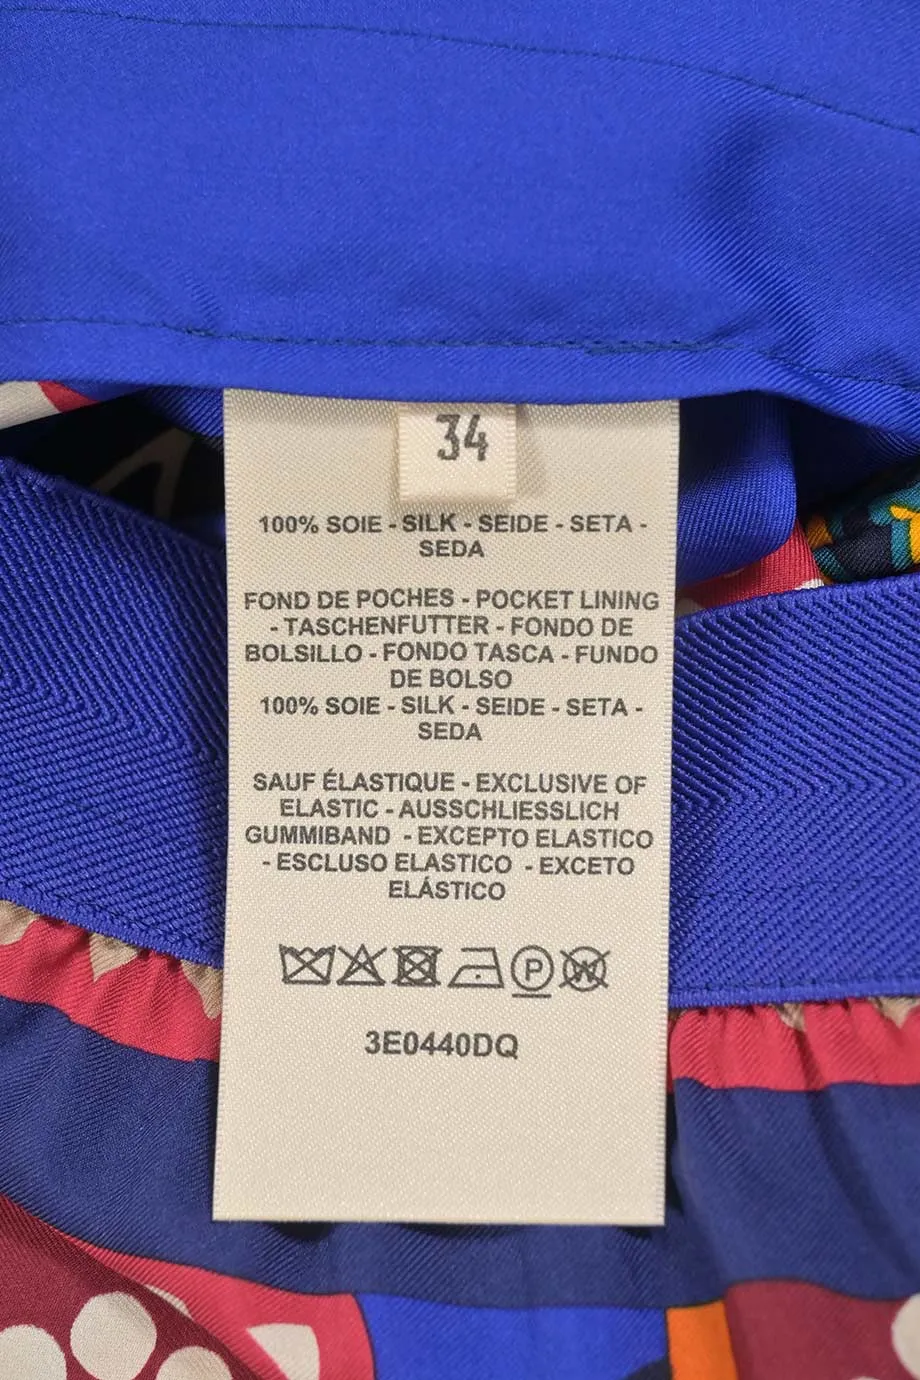 34
100% SOIE - SILK - SEIDE - SETA -
SEDA
FOND DE POCHES - POCKET LINING
- TASCHENFUTTER - FONDO DE
BOLSILLO - FONDO TASCA - FUNDO
DE BOLSO
100% SOIE - SILK - SEIDE - SETA -
SEDA
SAUF ÉLASTIQUE - EXCLUSIVE OF
ELASTIC - AUSSCHLIESSLICH
GUMMIBAND - EXCEPTO ELASTICO
- ESCLUSO ELASTICO - EXCETO
ELÁSTICO
P W
3E0440DQ